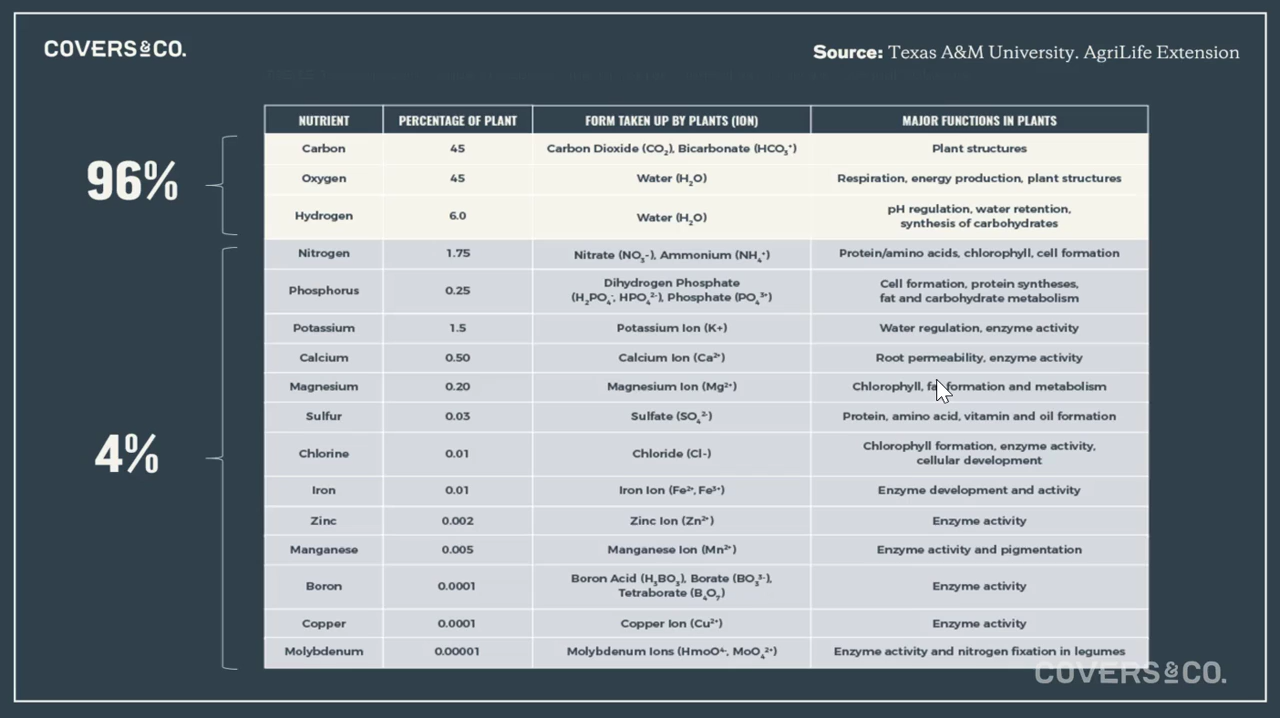 COVERS&CO.
Source: Texas A&M University. AgriLife Extension
NUTRIENT PERCENTAGE OF PLANT FORM TAKEN UP BY PLANTS (ION) MAJOR FUNCTIONS IN PLANTS
96%
Carbon 45 Carbon Dioxide (CO₂), Bicarbonate (HCO₃⁺) Plant structures
Oxygen 45 Water (H₂O) Respiration, energy production, plant structures
Hydrogen 6.0 Water (H₂O) pH regulation, water retention,
synthesis of carbohydrates
4%
Nitrogen 1.75 Nitrate (NO₃-), Ammonium (NH₄⁺) Protein/amino acids, chlorophyll, cell formation
Phosphorus 0.25 Dihydrogen Phosphate Cell formation, protein syntheses,
(H₂PO₄⁻, HPO₄²⁻), Phosphate (PO₄³⁺) fat and carbohydrate metabolism
Potassium 1.5 Potassium Ion (K+) Water regulation, enzyme activity
Calcium 0.50 Calcium Ion (Ca²⁺) Root permeability, enzyme activity
Magnesium 0.20 Magnesium Ion (Mg²⁺) Chlorophyll, fat formation and metabolism
Sulfur 0.03 Sulfate (SO₄²⁻) Protein, amino acid, vitamin and oil formation
Chlorine 0.01 Chloride (Cl-) Chlorophyll formation, enzyme activity,
cellular development
Iron 0.01 Iron Ion (Fe²⁺, Fe³⁺) Enzyme development and activity
Zinc 0.002 Zinc Ion (Zn²⁺) Enzyme activity
Manganese 0.005 Manganese Ion (Mn²⁺) Enzyme activity and pigmentation
Boron 0.0001 Boron Acid (H₃BO₃), Borate (BO₃³⁻), Enzyme activity
Tetraborate (B₄O₇)
Copper 0.0001 Copper Ion (Cu²⁺) Enzyme activity
Molybdenum 0.00001 Molybdenum Ions (HmoO⁴⁻, MoO₄²⁺) Enzyme activity and nitrogen fixation in legumes
COVERS&CO.